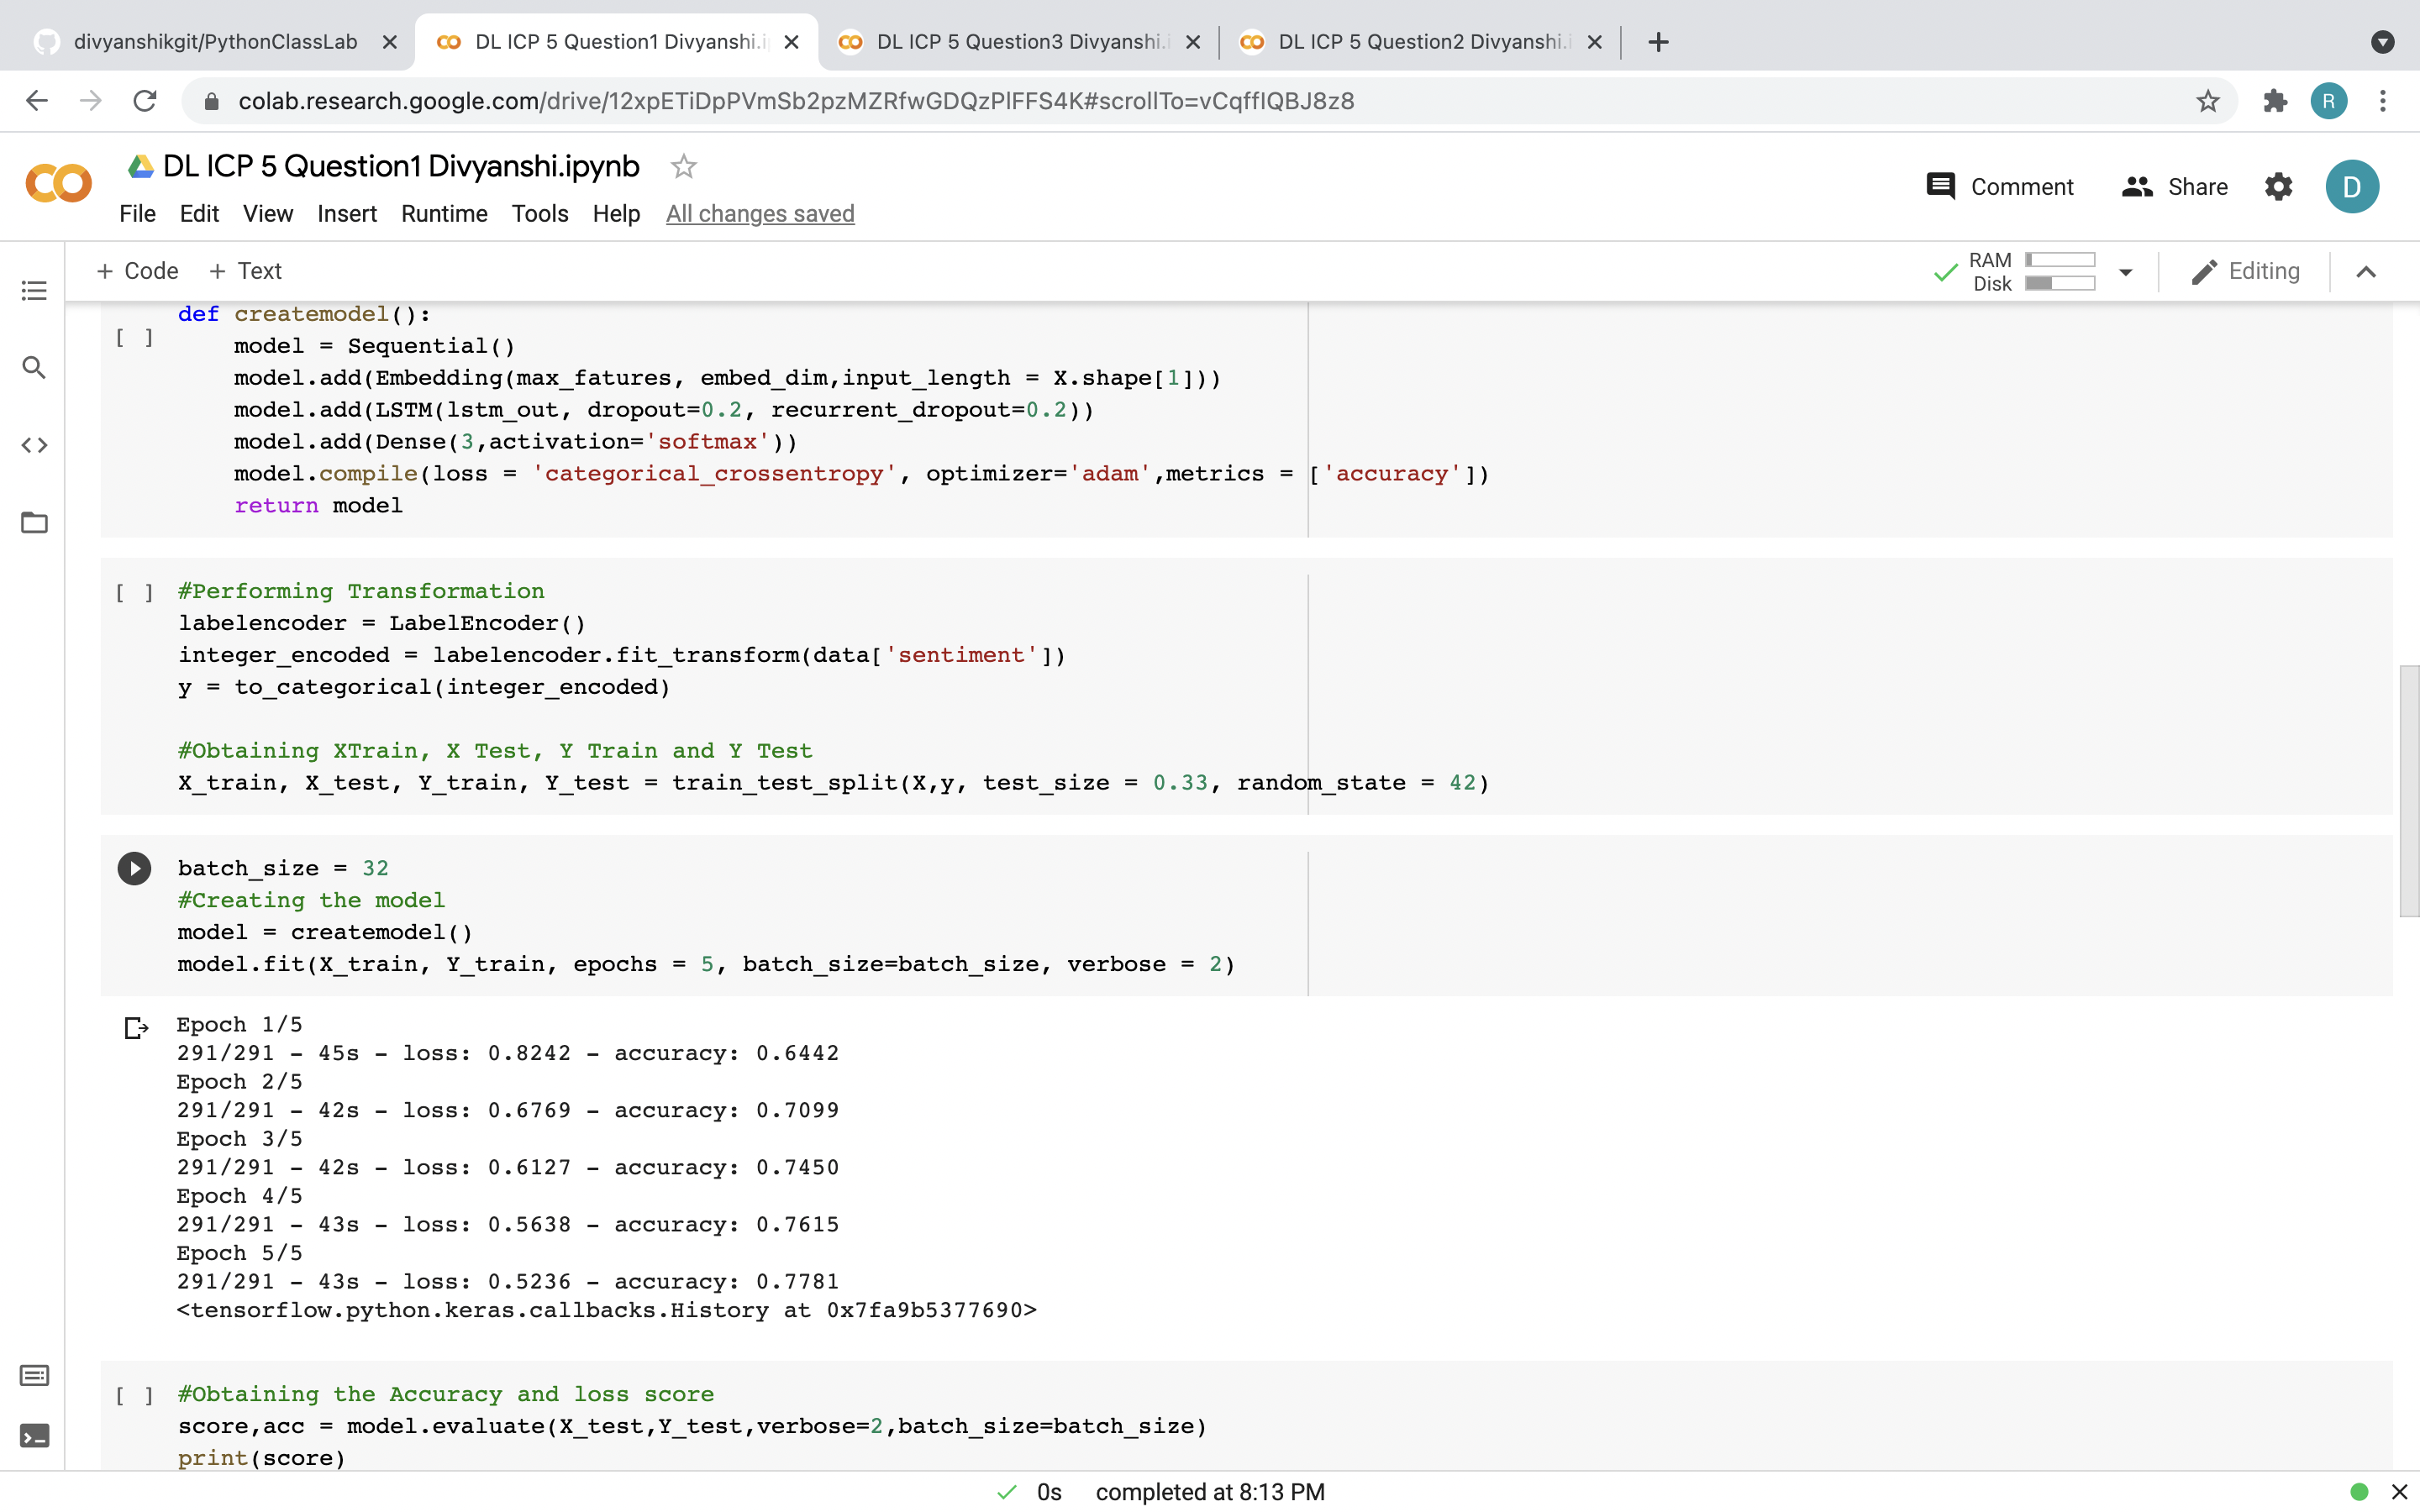 divyanshikgit/PythonClassLab
DL ICP 5 Question1 Divyanshi.i
DL ICP 5 Question3 Divyanshi.i
DL ICP 5 Question2 Divyanshi.i
colab.research.google.com/drive/12xpETiDpPVmSb2pzMZRfwGDQzPlFFS4K#scrollTo=vCqffIQBJ8z8
R
DL ICP 5 Question1 Divyanshi.ipynb
File Edit View Insert Runtime Tools Help All changes saved
Comment Share D
+ Code + Text
RAM
Disk
Editing
def createmodel():
[ ]
model = Sequential()
model.add(Embedding(max_fatures, embed_dim,input_length = X.shape[1]))
model.add(LSTM(lstm_out, dropout=0.2, recurrent_dropout=0.2))
model.add(Dense(3,activation='softmax'))
model.compile(loss = 'categorical_crossentropy', optimizer='adam',metrics = ['accuracy'])
return model
[ ] #Performing Transformation
labelencoder = LabelEncoder()
integer_encoded = labelencoder.fit_transform(data['sentiment'])
y = to_categorical(integer_encoded)
#Obtaining XTrain, X Test, Y Train and Y Test
X_train, X_test, Y_train, Y_test = train_test_split(X,y, test_size = 0.33, random_state = 42)
batch_size = 32
#Creating the model
model = createmodel()
model.fit(X_train, Y_train, epochs = 5, batch_size=batch_size, verbose = 2)
Epoch 1/5
291/291 - 45s - loss: 0.8242 - accuracy: 0.6442
Epoch 2/5
291/291 - 42s - loss: 0.6769 - accuracy: 0.7099
Epoch 3/5
291/291 - 42s - loss: 0.6127 - accuracy: 0.7450
Epoch 4/5
291/291 - 43s - loss: 0.5638 - accuracy: 0.7615
Epoch 5/5
291/291 - 43s - loss: 0.5236 - accuracy: 0.7781
<tensorflow.python.keras.callbacks.History at 0x7fa9b5377690>
[ ] #Obtaining the Accuracy and loss score
score,acc = model.evaluate(X_test,Y_test,verbose=2,batch_size=batch_size)
print(score)
0s completed at 8:13 PM